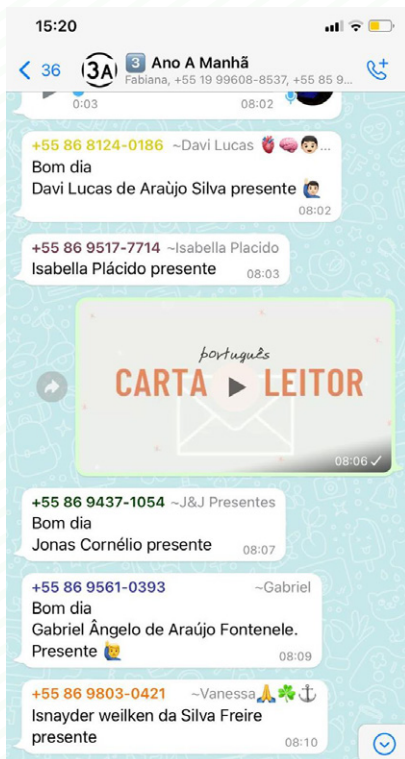 15:20
36
3A
3 Ano A Manhã
Fabiana, +55 19 99608-8537, +55 85 9...
0:03 08:02
+55 86 8124-0186 ~Davi Lucas 🫀🧠👦🏻...
Bom dia
Davi Lucas de Araùjo Silva presente 🙋🏻‍♂️
08:02
+55 86 9517-7714 ~Isabella Placido
Isabella Plácido presente 08:03
português
CARTA LEITOR
08:06
+55 86 9437-1054 ~J&J Presentes
Bom dia
Jonas Cornélio presente 08:07
+55 86 9561-0393 ~Gabriel
Bom dia
Gabriel Ângelo de Araújo Fontenele.
Presente 🙋‍♂️
08:09
+55 86 9803-0421 ~Vanessa🙏☘️⚓
Isnayder weilken da Silva Freire
presente 08:10